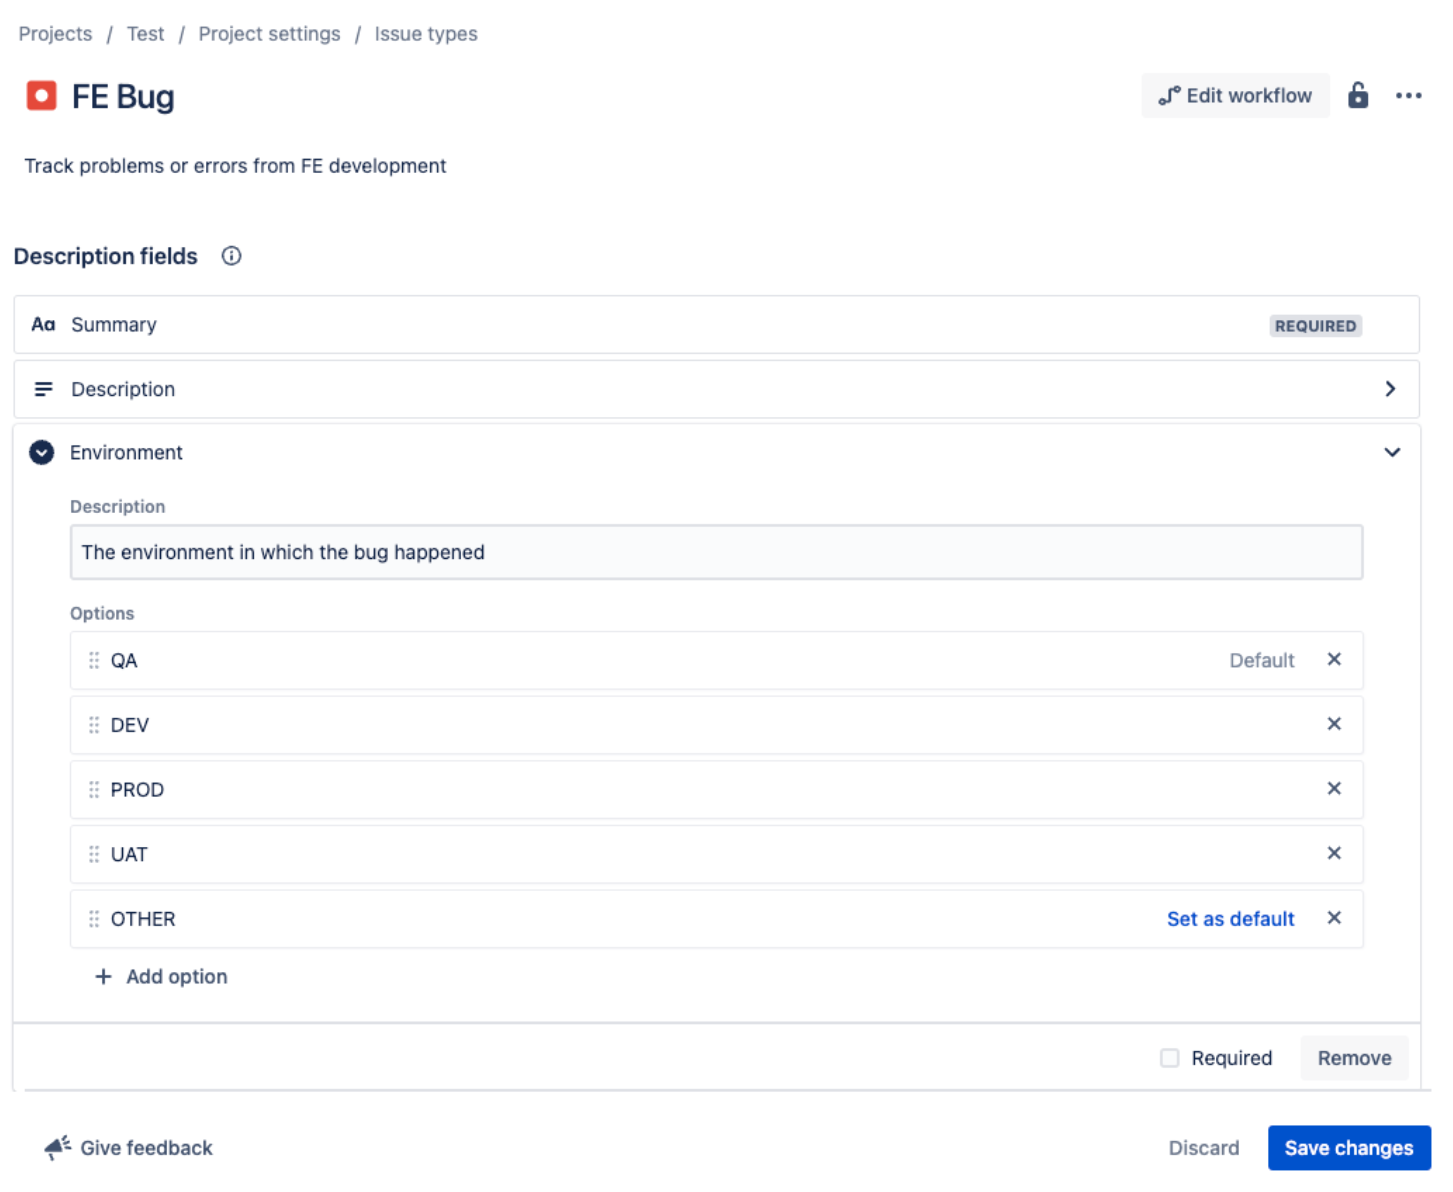 Projects / Test / Project settings / Issue types
FE Bug
Edit workflow
Track problems or errors from FE development
Description fields
Aa Summary REQUIRED
Description
Environment
Description
The environment in which the bug happened
Options
QA Default
DEV
PROD
UAT
OTHER Set as default
+ Add option
Required Remove
Give feedback Discard Save changes